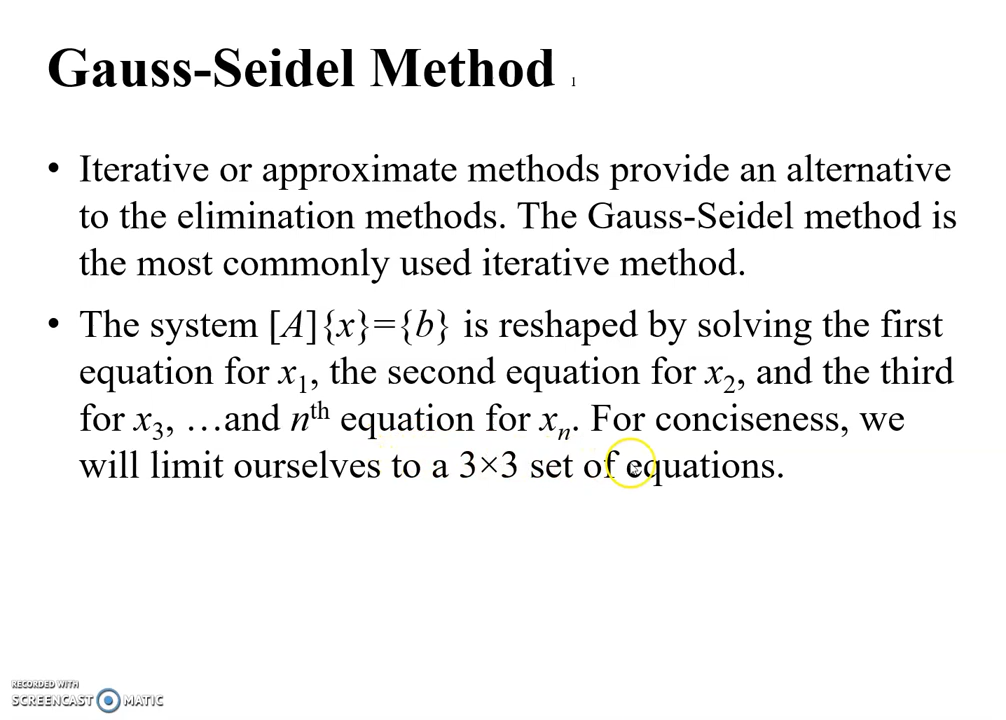 Gauss-Seidel Method 1
• Iterative or approximate methods provide an alternative
to the elimination methods. The Gauss-Seidel method is
the most commonly used iterative method.
• The system [A]{x}={b} is reshaped by solving the first
equation for x₁, the second equation for x₂, and the third
for x₃, …and nᵗʰ equation for xₙ. For conciseness, we
will limit ourselves to a 3×3 set of equations.
RECORDED WITH
SCREENCAST MATIC